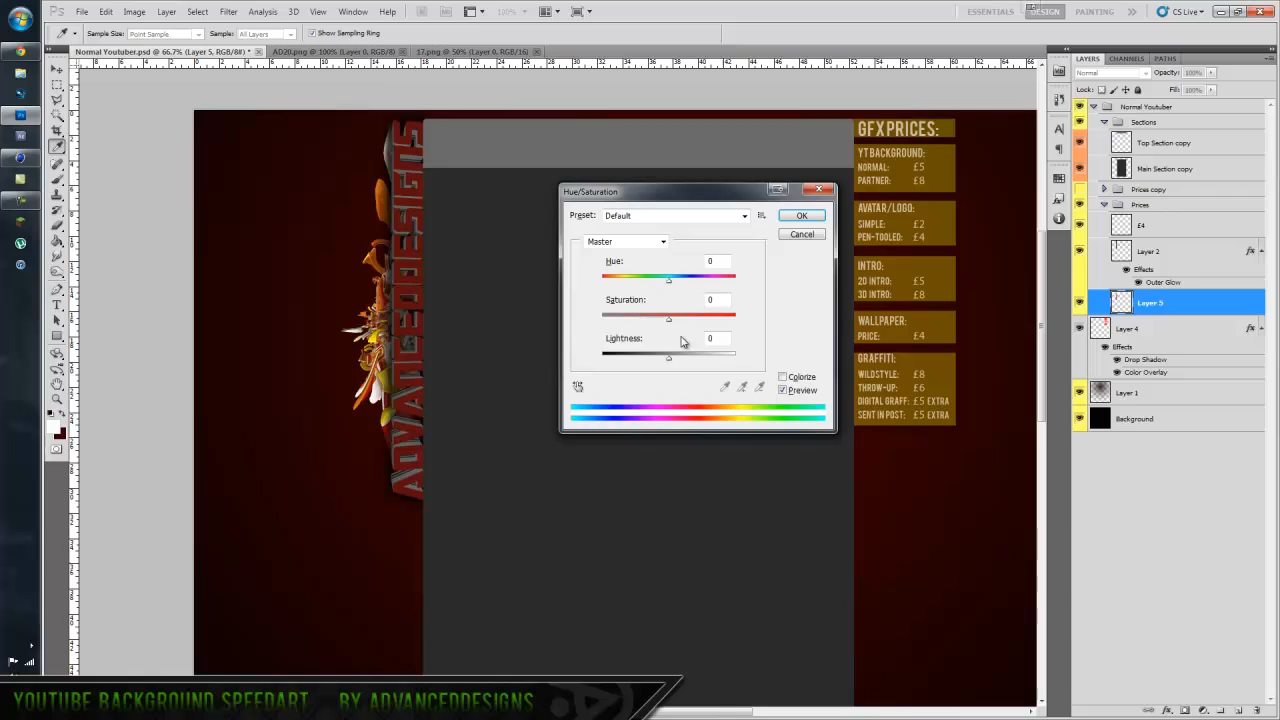 Ps File Edit Image Layer Select Filter Analysis 3D View Window Help 100% ESSENTIALS DESIGN PAINTING CS Live
Sample Size: Point Sample Sample: All Layers Show Sampling Ring
Normal Youtuber.psd @ 66.7% (Layer 5, RGB/8#) * AD20.png @ 100% (Layer 0, RGB/8) 17.png @ 50% (Layer 0, RGB/16)
LAYERS CHANNELS PATHS
Normal Opacity: 100%
Lock: Fill: 100%
Normal Youtuber
Sections
Top Section copy
Main Section copy
Prices copy
Prices
£4
Layer 2
Effects
Outer Glow
Layer 5
Layer 4
Effects
Drop Shadow
Color Overlay
Layer 1
Background
ADVANCEDDESIGNS
GFX PRICES:
YT BACKGROUND:
NORMAL: £5
PARTNER: £8
AVATAR/LOGO:
SIMPLE: £2
PEN-TOOLED: £4
INTRO:
2D INTRO: £5
3D INTRO: £8
WALLPAPER:
PRICE: £4
GRAFFITI:
WILDSTYLE: £8
THROW-UP: £6
DIGITAL GRAFF: £5 EXTRA
SENT IN POST: £5 EXTRA
Hue/Saturation
Preset: Default OK
Cancel
Master
Hue: 0
Saturation: 0
Lightness: 0
Colorize
Preview
YOUTUBE BACKGROUND SPEEDART BY ADVANCEDDESIGNS